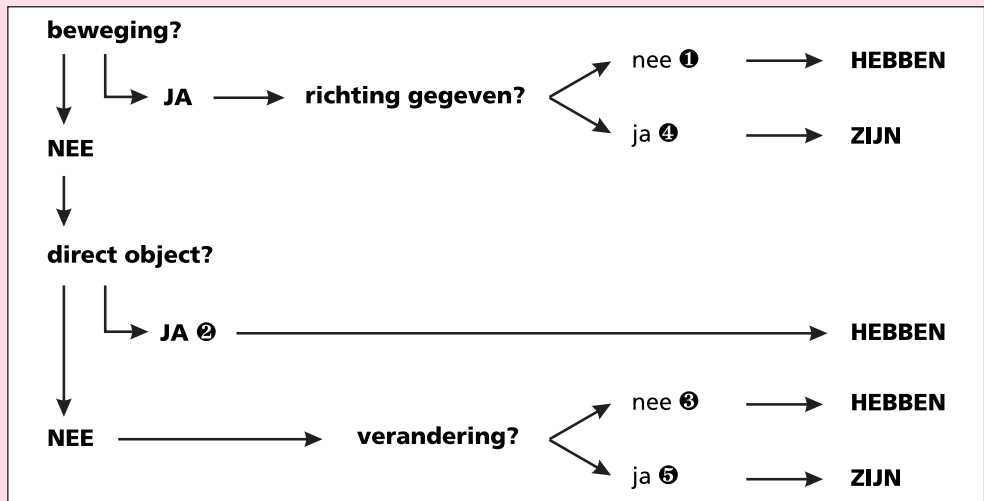 beweging?
nee ❶ HEBBEN
JA richting gegeven?
ja ❹ ZIJN
NEE
direct object?
JA ❷ HEBBEN
nee ❸ HEBBEN
NEE verandering?
ja ❺ ZIJN